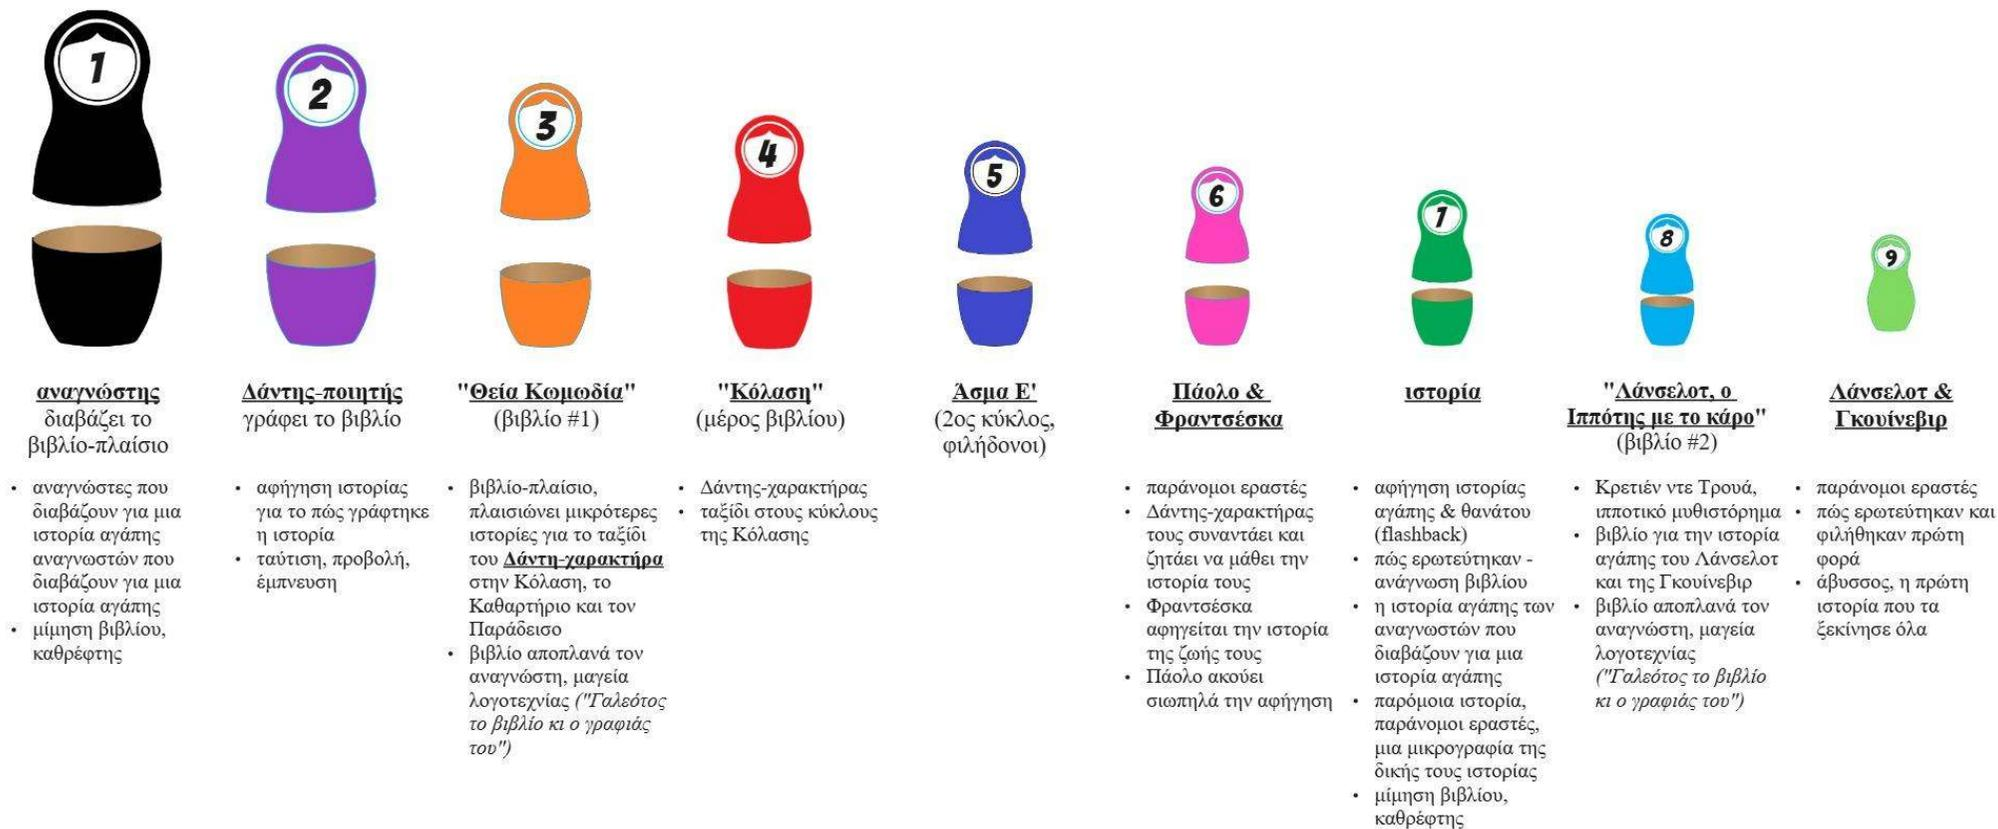 1
2
3
4
5
6
7
8
9
αναγνώστης
διαβάζει το
βιβλίο-πλαίσιο
• αναγνώστες που
διαβάζουν για μια
ιστορία αγάπης
αναγνωστών που
διαβάζουν για μια
ιστορία αγάπης
• μίμηση βιβλίου,
καθρέφτης
Δάντης-ποιητής
γράφει το βιβλίο
• αφήγηση ιστορίας
για το πώς γράφτηκε
η ιστορία
• ταύτιση, προβολή,
έμπνευση
"Θεία Κωμωδία"
(βιβλίο #1)
• βιβλίο-πλαίσιο,
πλαισιώνει μικρότερες
ιστορίες για το ταξίδι
του Δάντη-χαρακτήρα
στην Κόλαση, το
Καθαρτήριο και τον
Παράδεισο
• βιβλίο αποπλανά τον
αναγνώστη, μαγεία
λογοτεχνίας ("Γαλεότος
το βιβλίο κι ο γραφιάς
του")
"Κόλαση"
(μέρος βιβλίου)
• Δάντης-χαρακτήρας
• ταξίδι στους κύκλους
της Κόλασης
Άσμα Ε'
(2ος κύκλος,
φιλήδονοι)
Πάολο &
Φραντσέσκα
• παράνομοι εραστές
• Δάντης-χαρακτήρας
τους συναντάει και
ζητάει να μάθει την
ιστορία τους
• Φραντσέσκα
αφηγείται την ιστορία
της ζωής τους
• Πάολο ακούει
σιωπηλά την αφήγηση
ιστορία
• αφήγηση ιστορίας
αγάπης & θανάτου
(flashback)
• πώς ερωτεύτηκαν -
ανάγνωση βιβλίου
• η ιστορία αγάπης των
αναγνωστών που
διαβάζουν για μια
ιστορία αγάπης
• παρόμοια ιστορία,
παράνομοι εραστές,
μια μικρογραφία της
δικής τους ιστορίας
• μίμηση βιβλίου,
καθρέφτης
"Λάνσελοτ, ο
Ιππότης με το κάρο"
(βιβλίο #2)
• Κρετιέν ντε Τρουά,
ιπποτικό μυθιστόρημα
• βιβλίο για την ιστορία
αγάπης του Λάνσελοτ
και της Γκουίνεβιρ
• βιβλίο αποπλανά τον
αναγνώστη, μαγεία
λογοτεχνίας
("Γαλεότος το βιβλίο
κι ο γραφιάς του")
Λάνσελοτ &
Γκουίνεβιρ
• παράνομοι εραστές
• πώς ερωτεύτηκαν και
φιλήθηκαν πρώτη
φορά
• άβυσσος, η πρώτη
ιστορία που τα
ξεκίνησε όλα